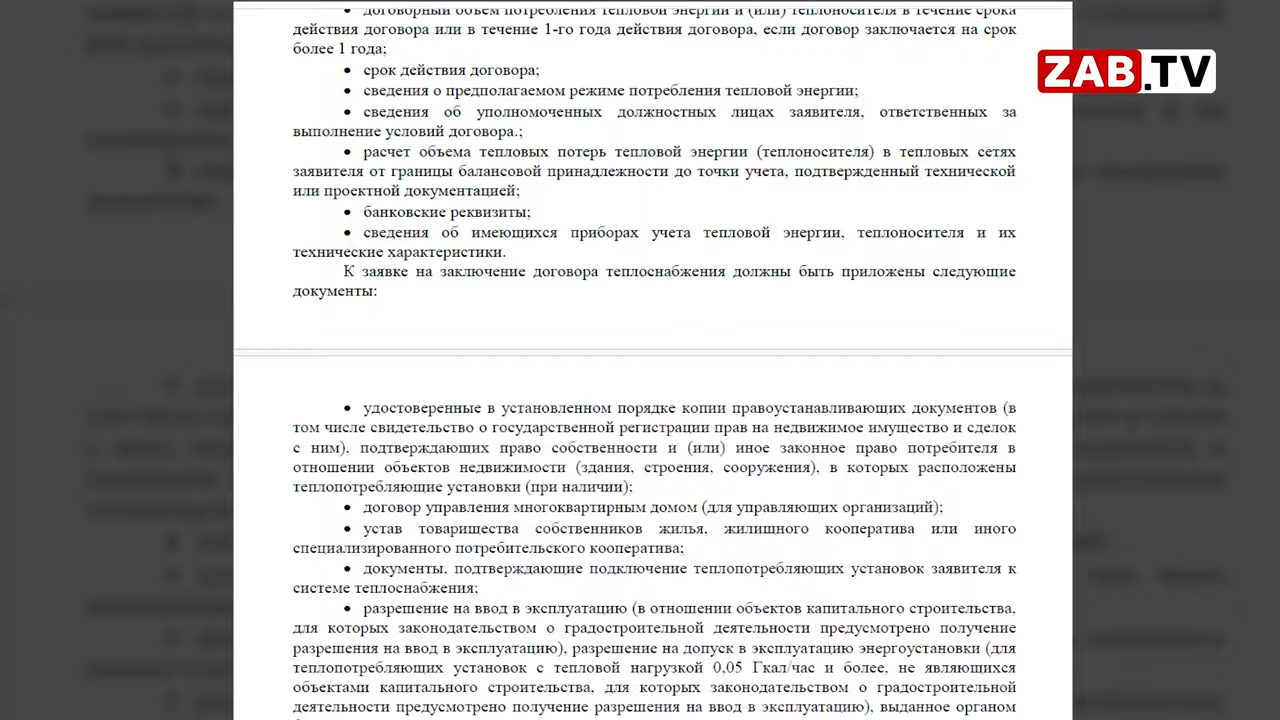 договорный объем потребления тепловой энергии и (или) теплоносителя в течение срока
действия договора или в течение 1-го года действия договора, если договор заключается на срок
более 1 года;
• срок действия договора;
• сведения о предполагаемом режиме потребления тепловой энергии;
• сведения об уполномоченных должностных лицах заявителя, ответственных за
выполнение условий договора.;
• расчет объема тепловых потерь тепловой энергии (теплоносителя) в тепловых сетях
заявителя от границы балансовой принадлежности до точки учета, подтвержденный технической
или проектной документацией;
• банковские реквизиты;
• сведения об имеющихся приборах учета тепловой энергии, теплоносителя и их
технические характеристики.
К заявке на заключение договора теплоснабжения должны быть приложены следующие
документы:
• удостоверенные в установленном порядке копии правоустанавливающих документов (в
том числе свидетельство о государственной регистрации прав на недвижимое имущество и сделок
с ним), подтверждающих право собственности и (или) иное законное право потребителя в
отношении объектов недвижимости (здания, строения, сооружения), в которых расположены
теплопотребляющие установки (при наличии);
• договор управления многоквартирным домом (для управляющих организаций);
• устав товарищества собственников жилья, жилищного кооператива или иного
специализированного потребительского кооператива;
• документы, подтверждающие подключение теплопотребляющих установок заявителя к
системе теплоснабжения;
• разрешение на ввод в эксплуатацию (в отношении объектов капитального строительства,
для которых законодательством о градостроительной деятельности предусмотрено получение
разрешения на ввод в эксплуатацию), разрешение на допуск в эксплуатацию энергоустановки (для
теплопотребляющих установок с тепловой нагрузкой 0,05 Гкал/час и более, не являющихся
объектами капитального строительства, для которых законодательством о градостроительной
деятельности предусмотрено получение разрешения на ввод в эксплуатацию), выданное органом
ZAB.TV